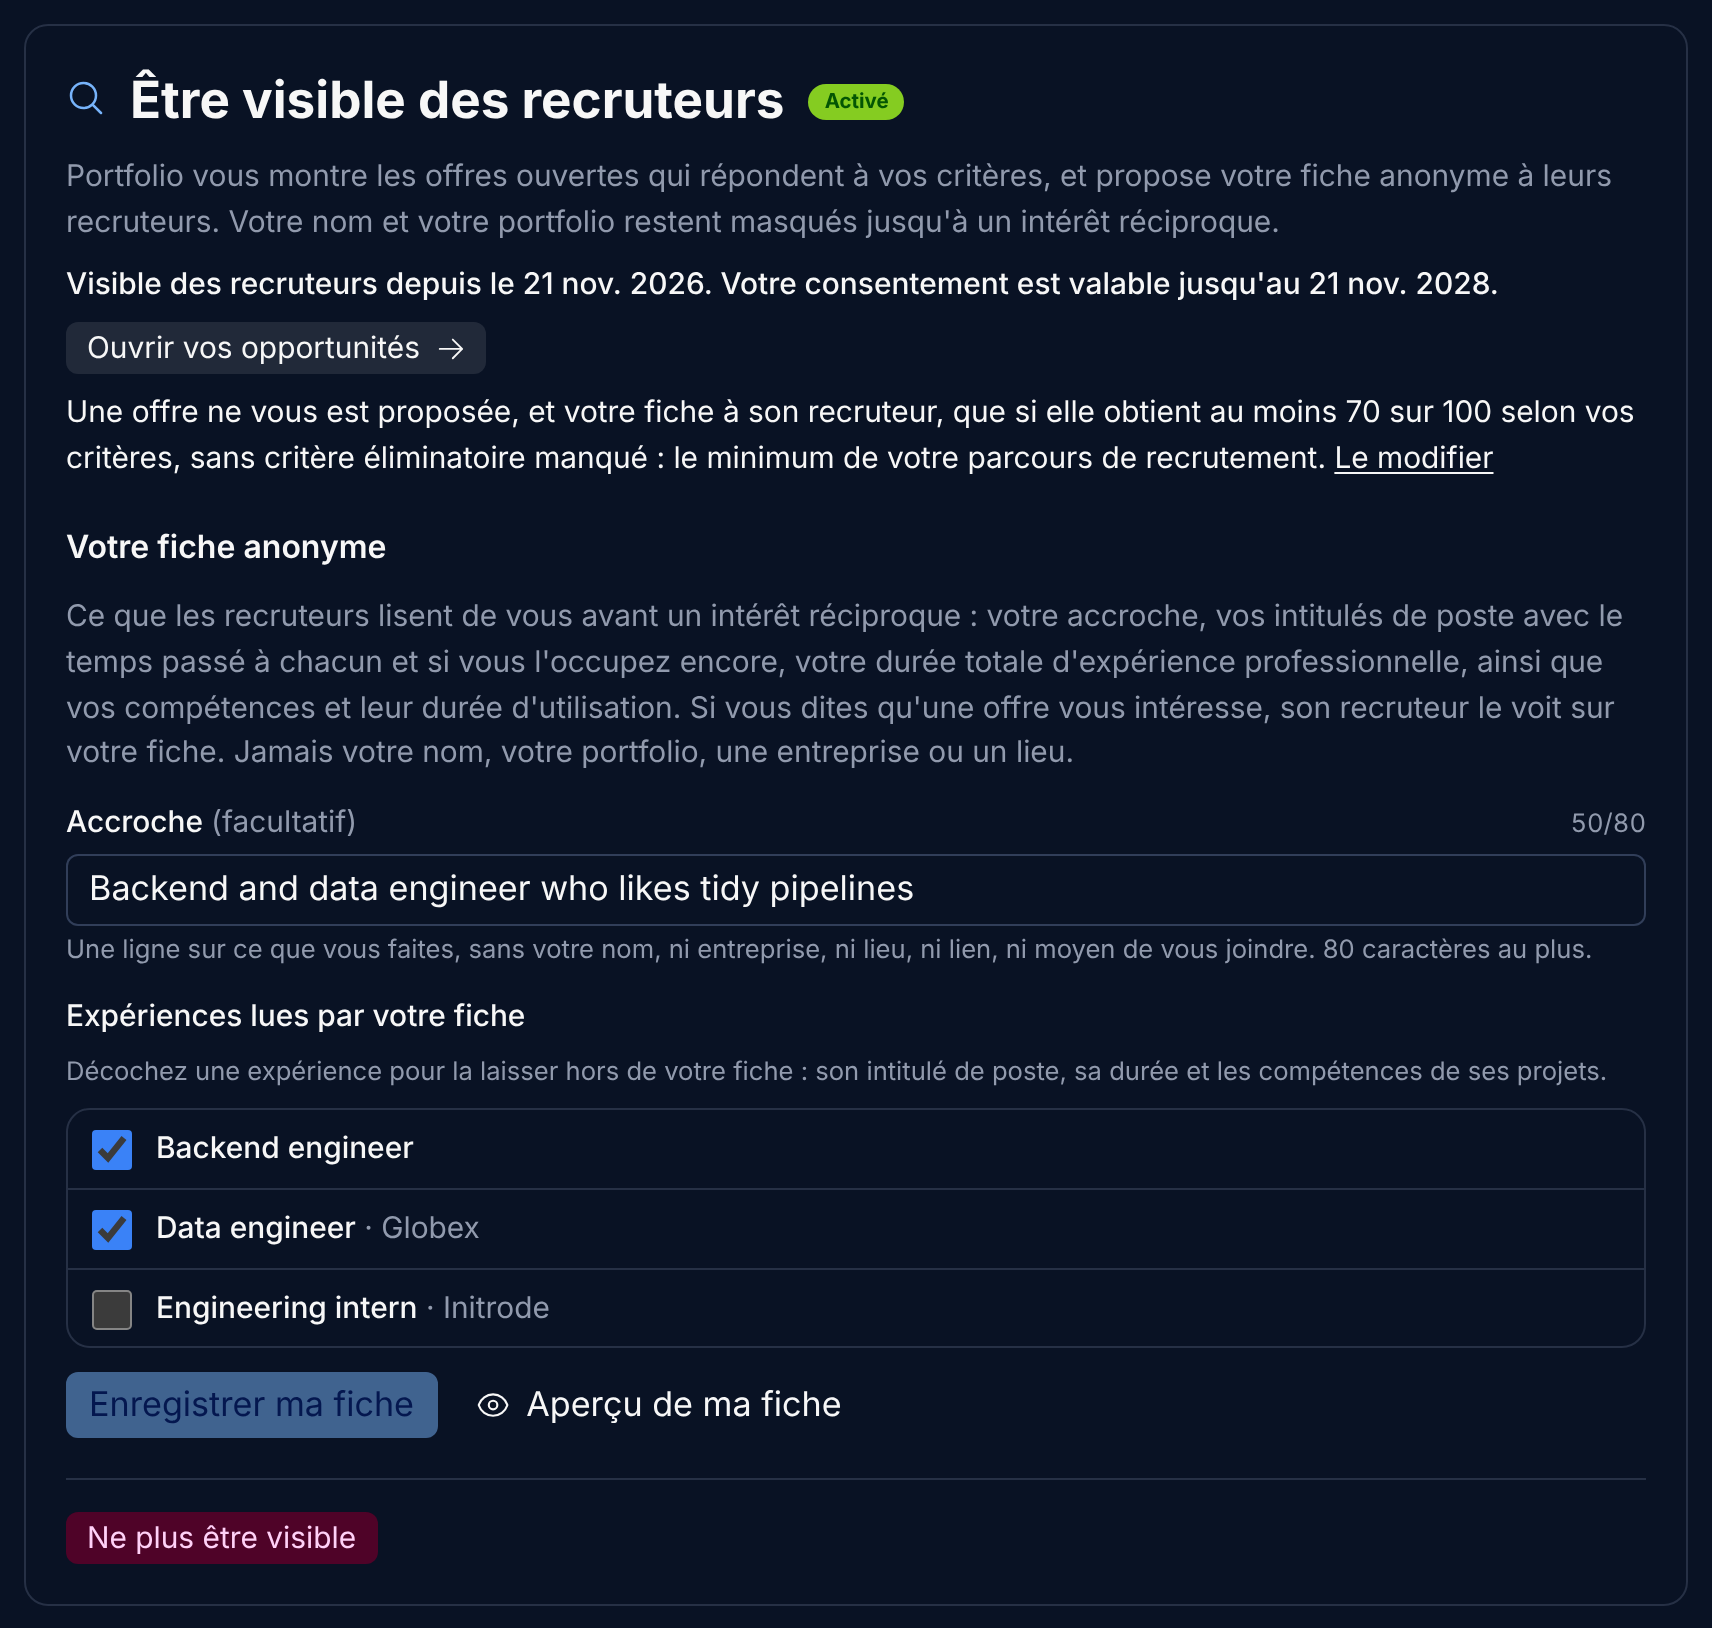 Être visible des recruteurs Activé
Portfolio vous montre les offres ouvertes qui répondent à vos critères, et propose votre fiche anonyme à leurs
recruteurs. Votre nom et votre portfolio restent masqués jusqu'à un intérêt réciproque.
Visible des recruteurs depuis le 21 nov. 2026. Votre consentement est valable jusqu'au 21 nov. 2028.
Ouvrir vos opportunités →
Une offre ne vous est proposée, et votre fiche à son recruteur, que si elle obtient au moins 70 sur 100 selon vos
critères, sans critère éliminatoire manqué : le minimum de votre parcours de recrutement. Le modifier
Votre fiche anonyme
Ce que les recruteurs lisent de vous avant un intérêt réciproque : votre accroche, vos intitulés de poste avec le
temps passé à chacun et si vous l'occupez encore, votre durée totale d'expérience professionnelle, ainsi que
vos compétences et leur durée d'utilisation. Si vous dites qu'une offre vous intéresse, son recruteur le voit sur
votre fiche. Jamais votre nom, votre portfolio, une entreprise ou un lieu.
Accroche (facultatif) 50/80
Backend and data engineer who likes tidy pipelines
Une ligne sur ce que vous faites, sans votre nom, ni entreprise, ni lieu, ni lien, ni moyen de vous joindre. 80 caractères au plus.
Expériences lues par votre fiche
Décochez une expérience pour la laisser hors de votre fiche : son intitulé de poste, sa durée et les compétences de ses projets.
Backend engineer
Data engineer · Globex
Engineering intern · Initrode
Enregistrer ma fiche Aperçu de ma fiche
Ne plus être visible